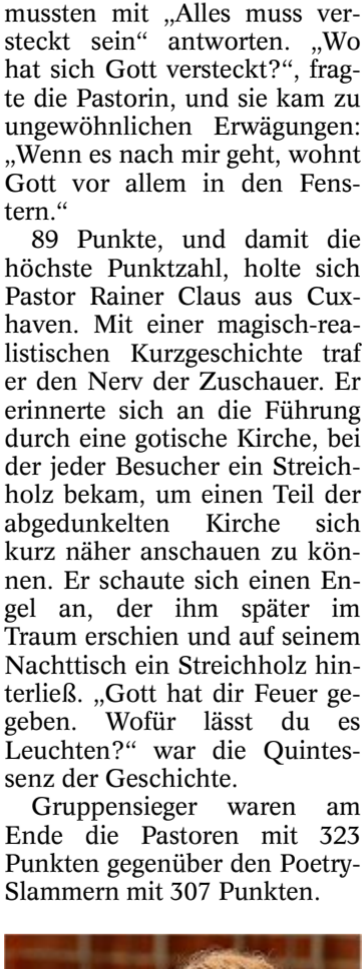 mussten mit „Alles muss ver-
steckt sein“ antworten. „Wo
hat sich Gott versteckt?“, frag-
te die Pastorin, und sie kam zu
ungewöhnlichen Erwägungen:
„Wenn es nach mir geht, wohnt
Gott vor allem in den Fens-
tern.“
89 Punkte, und damit die
höchste Punktzahl, holte sich
Pastor Rainer Claus aus Cux-
haven. Mit einer magisch-rea-
listischen Kurzgeschichte traf
er den Nerv der Zuschauer. Er
erinnerte sich an die Führung
durch eine gotische Kirche, bei
der jeder Besucher ein Streich-
holz bekam, um einen Teil der
abgedunkelten Kirche sich
kurz näher anschauen zu kön-
nen. Er schaute sich einen En-
gel an, der ihm später im
Traum erschien und auf seinem
Nachttisch ein Streichholz hin-
terließ. „Gott hat dir Feuer ge-
geben. Wofür lässt du es
Leuchten?“ war die Quintes-
senz der Geschichte.
Gruppensieger waren am
Ende die Pastoren mit 323
Punkten gegenüber den Poetry-
Slammern mit 307 Punkten.